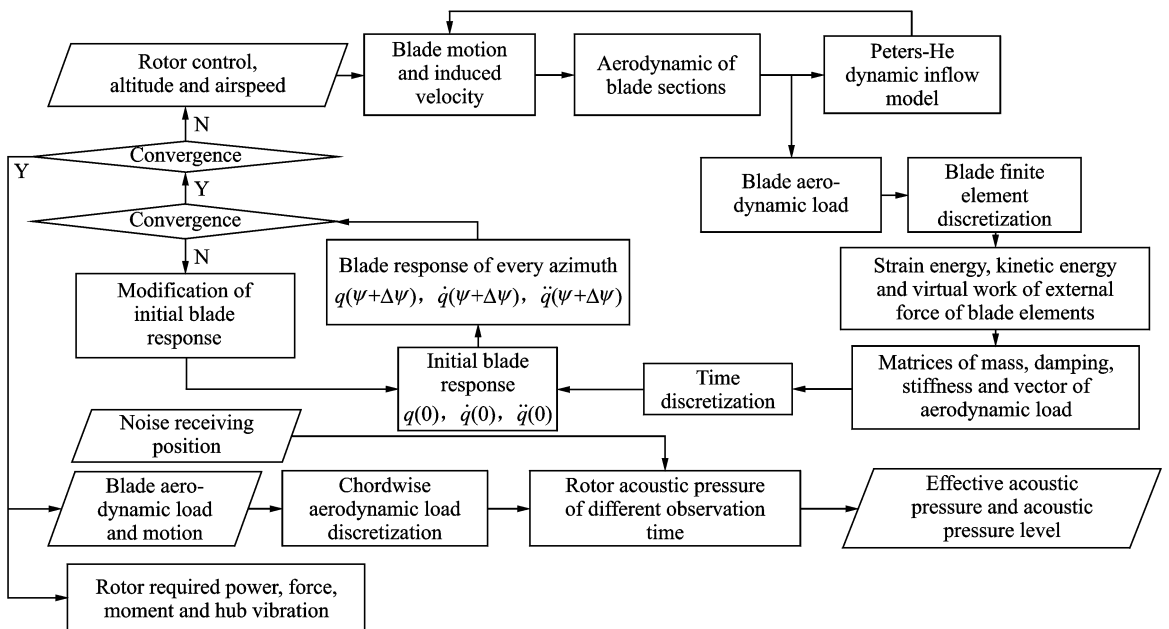 Rotor control,
altitude and airspeed
Blade motion
and induced
velocity
Aerodynamic of
blade sections
Peters-He
dynamic inflow
model
N
Convergence
Y
Y
Convergence
N
Blade aero-
dynamic load
Blade finite
element
discretization
Blade response of every azimuth
q(ψ+Δψ), q̇(ψ+Δψ), q̈(ψ+Δψ)
Strain energy, kinetic energy
and virtual work of external
force of blade elements
Modification of
initial blade
response
Initial blade
response
q(0), q̇(0), q̈(0)
Time
discretization
Matrices of mass, damping,
stiffness and vector of
aerodynamic load
Noise receiving
position
Blade aero-
dynamic load
and motion
Chordwise
aerodynamic load
discretization
Rotor acoustic pressure
of different observation
time
Effective acoustic
pressure and acoustic
pressure level
Rotor required power, force,
moment and hub vibration